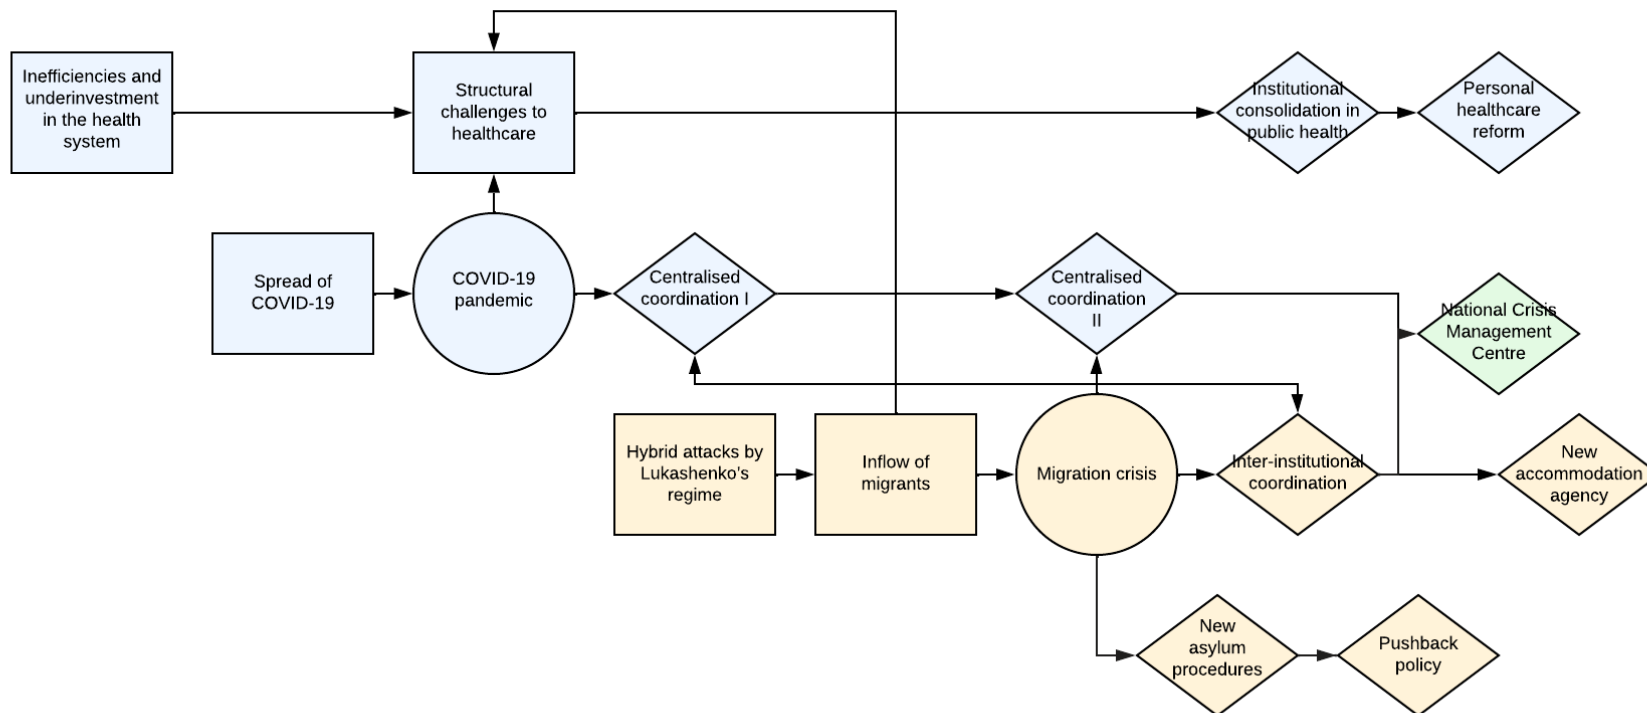 Inefficiencies and
underinvestment
in the health
system
Structural
challenges to
healthcare
Institutional
consolidation in
public health
Personal
healthcare
reform
Spread of
COVID-19
COVID-19
pandemic
Centralised
coordination I
Centralised
coordination
II
National Crisis
Management
Centre
Hybrid attacks by
Lukashenko's
regime
Inflow of
migrants
Migration crisis
Inter-institutional
coordination
New
accommodation
agency
New
asylum
procedures
Pushback
policy